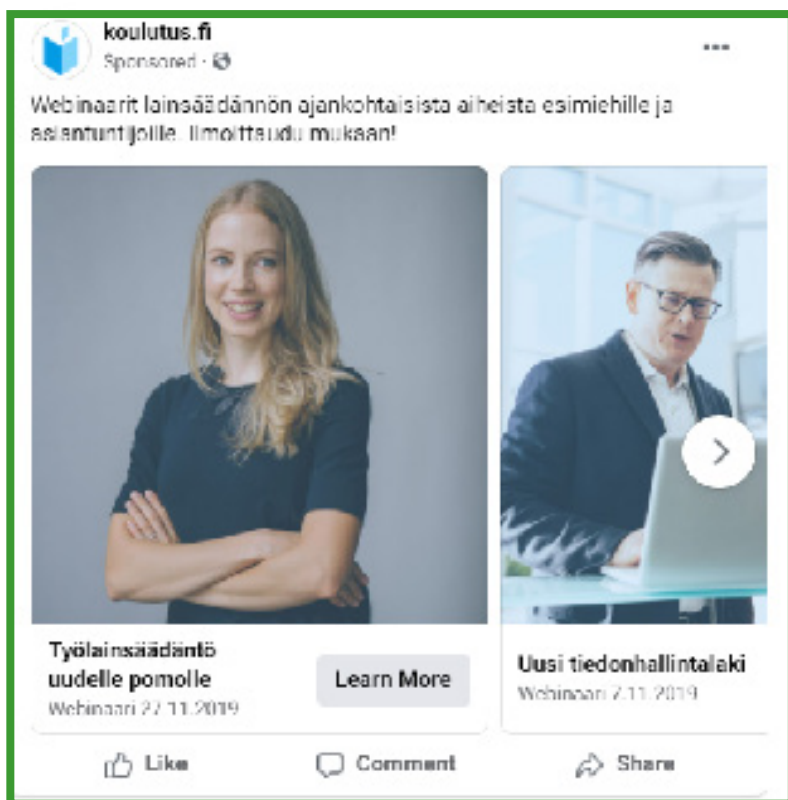 koulutus.fi
Sponsored ·
Webinaarit lainsäädännön ajankohtaisista aiheista esimiehille ja
asiantuntijoille. Ilmoittaudu mukaan!
Työlainsäädäntö
uudelle pomolle
Webinaari 27.11.2019
Learn More
Uusi tiedonhallintalaki
Webinaari 7.11.2019
Like
Comment
Share